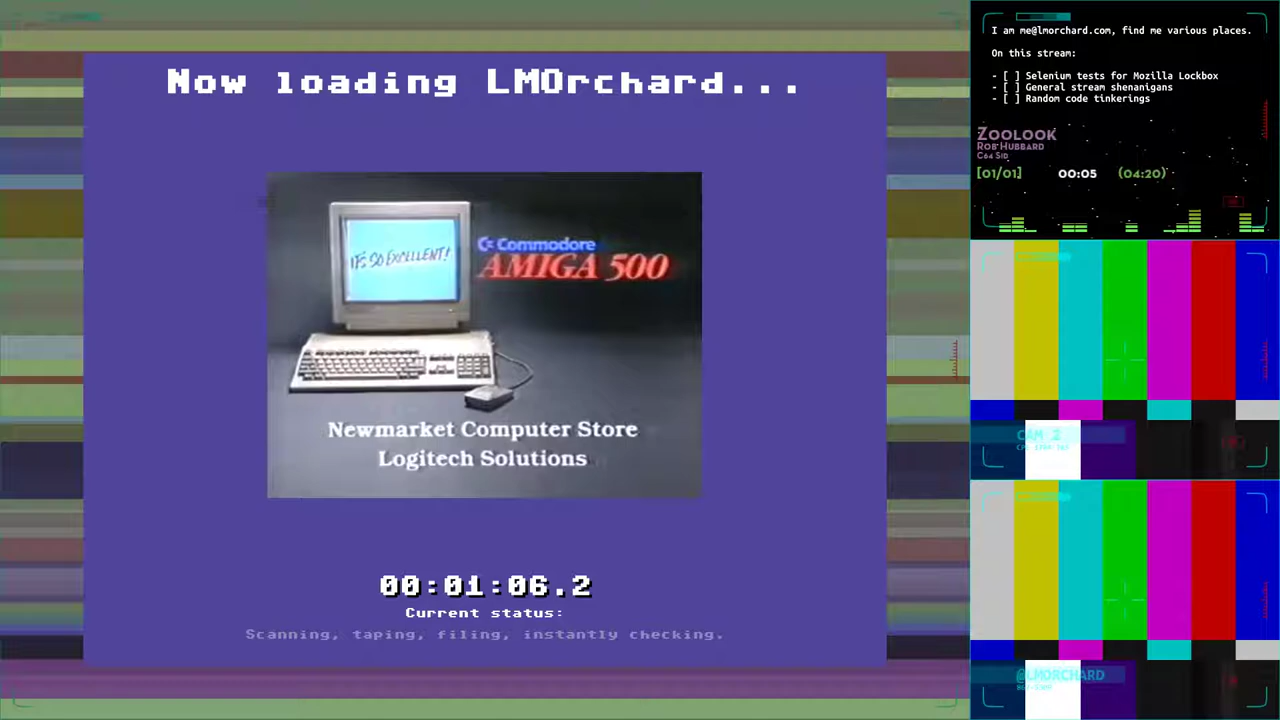 Now loading LMOrchard...
IT'S SO EXCELLENT!
Commodore
AMIGA 500
Newmarket Computer Store
Logitech Solutions
00:01:06.2
Current status:
Scanning, taping, filing, instantly checking.
I am me@lmorchard.com, find me various places.
On this stream:
- [ ] Selenium tests for Mozilla Lockbox
- [ ] General stream shenanigans
- [ ] Random code tinkerings
ZOOLOOK
ROB HUBBARD
C64 SID
[01/01] 00:05 (04:20)
CAM 2
@LMORCHARD